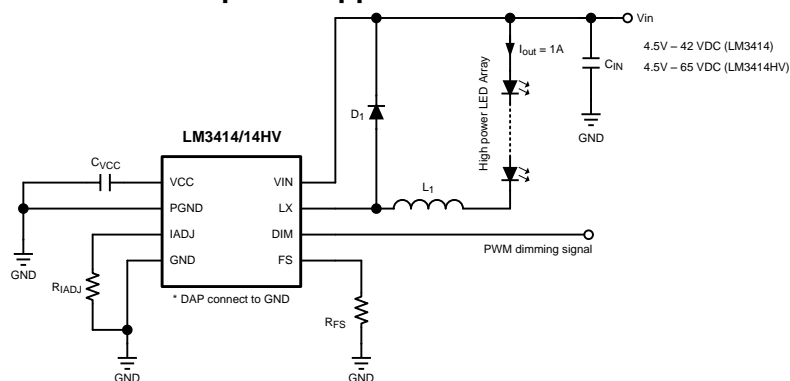 Vin
Iout = 1A
4.5V – 42 VDC (LM3414)
4.5V – 65 VDC (LM3414HV)
CIN
GND
High power LED Array
D1
L1
LM3414/14HV
CVCC
VCC
VIN
PGND
LX
IADJ
DIM
GND
FS
PWM dimming signal
* DAP connect to GND
GND
RIADJ
RFS
GND
GND